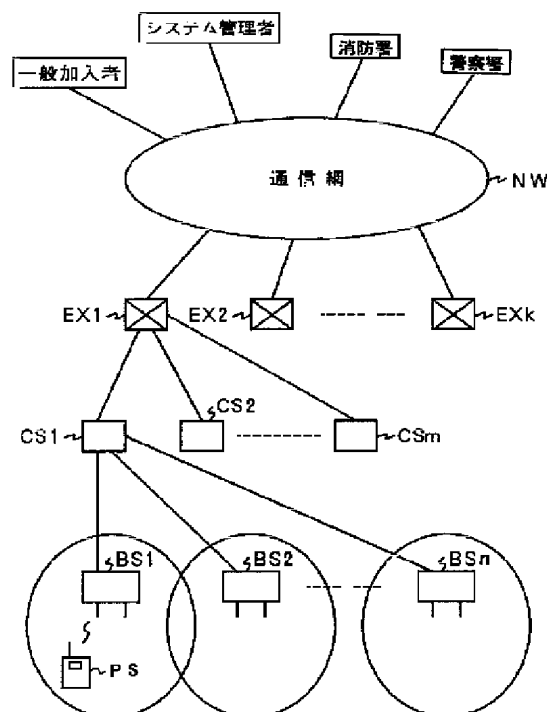 システム管理者
消防署
警察署
一般加入者
通信網
NW
EX1
EX2
EXk
CS2
CS1
CSm
BS1
BS2
BSn
PS